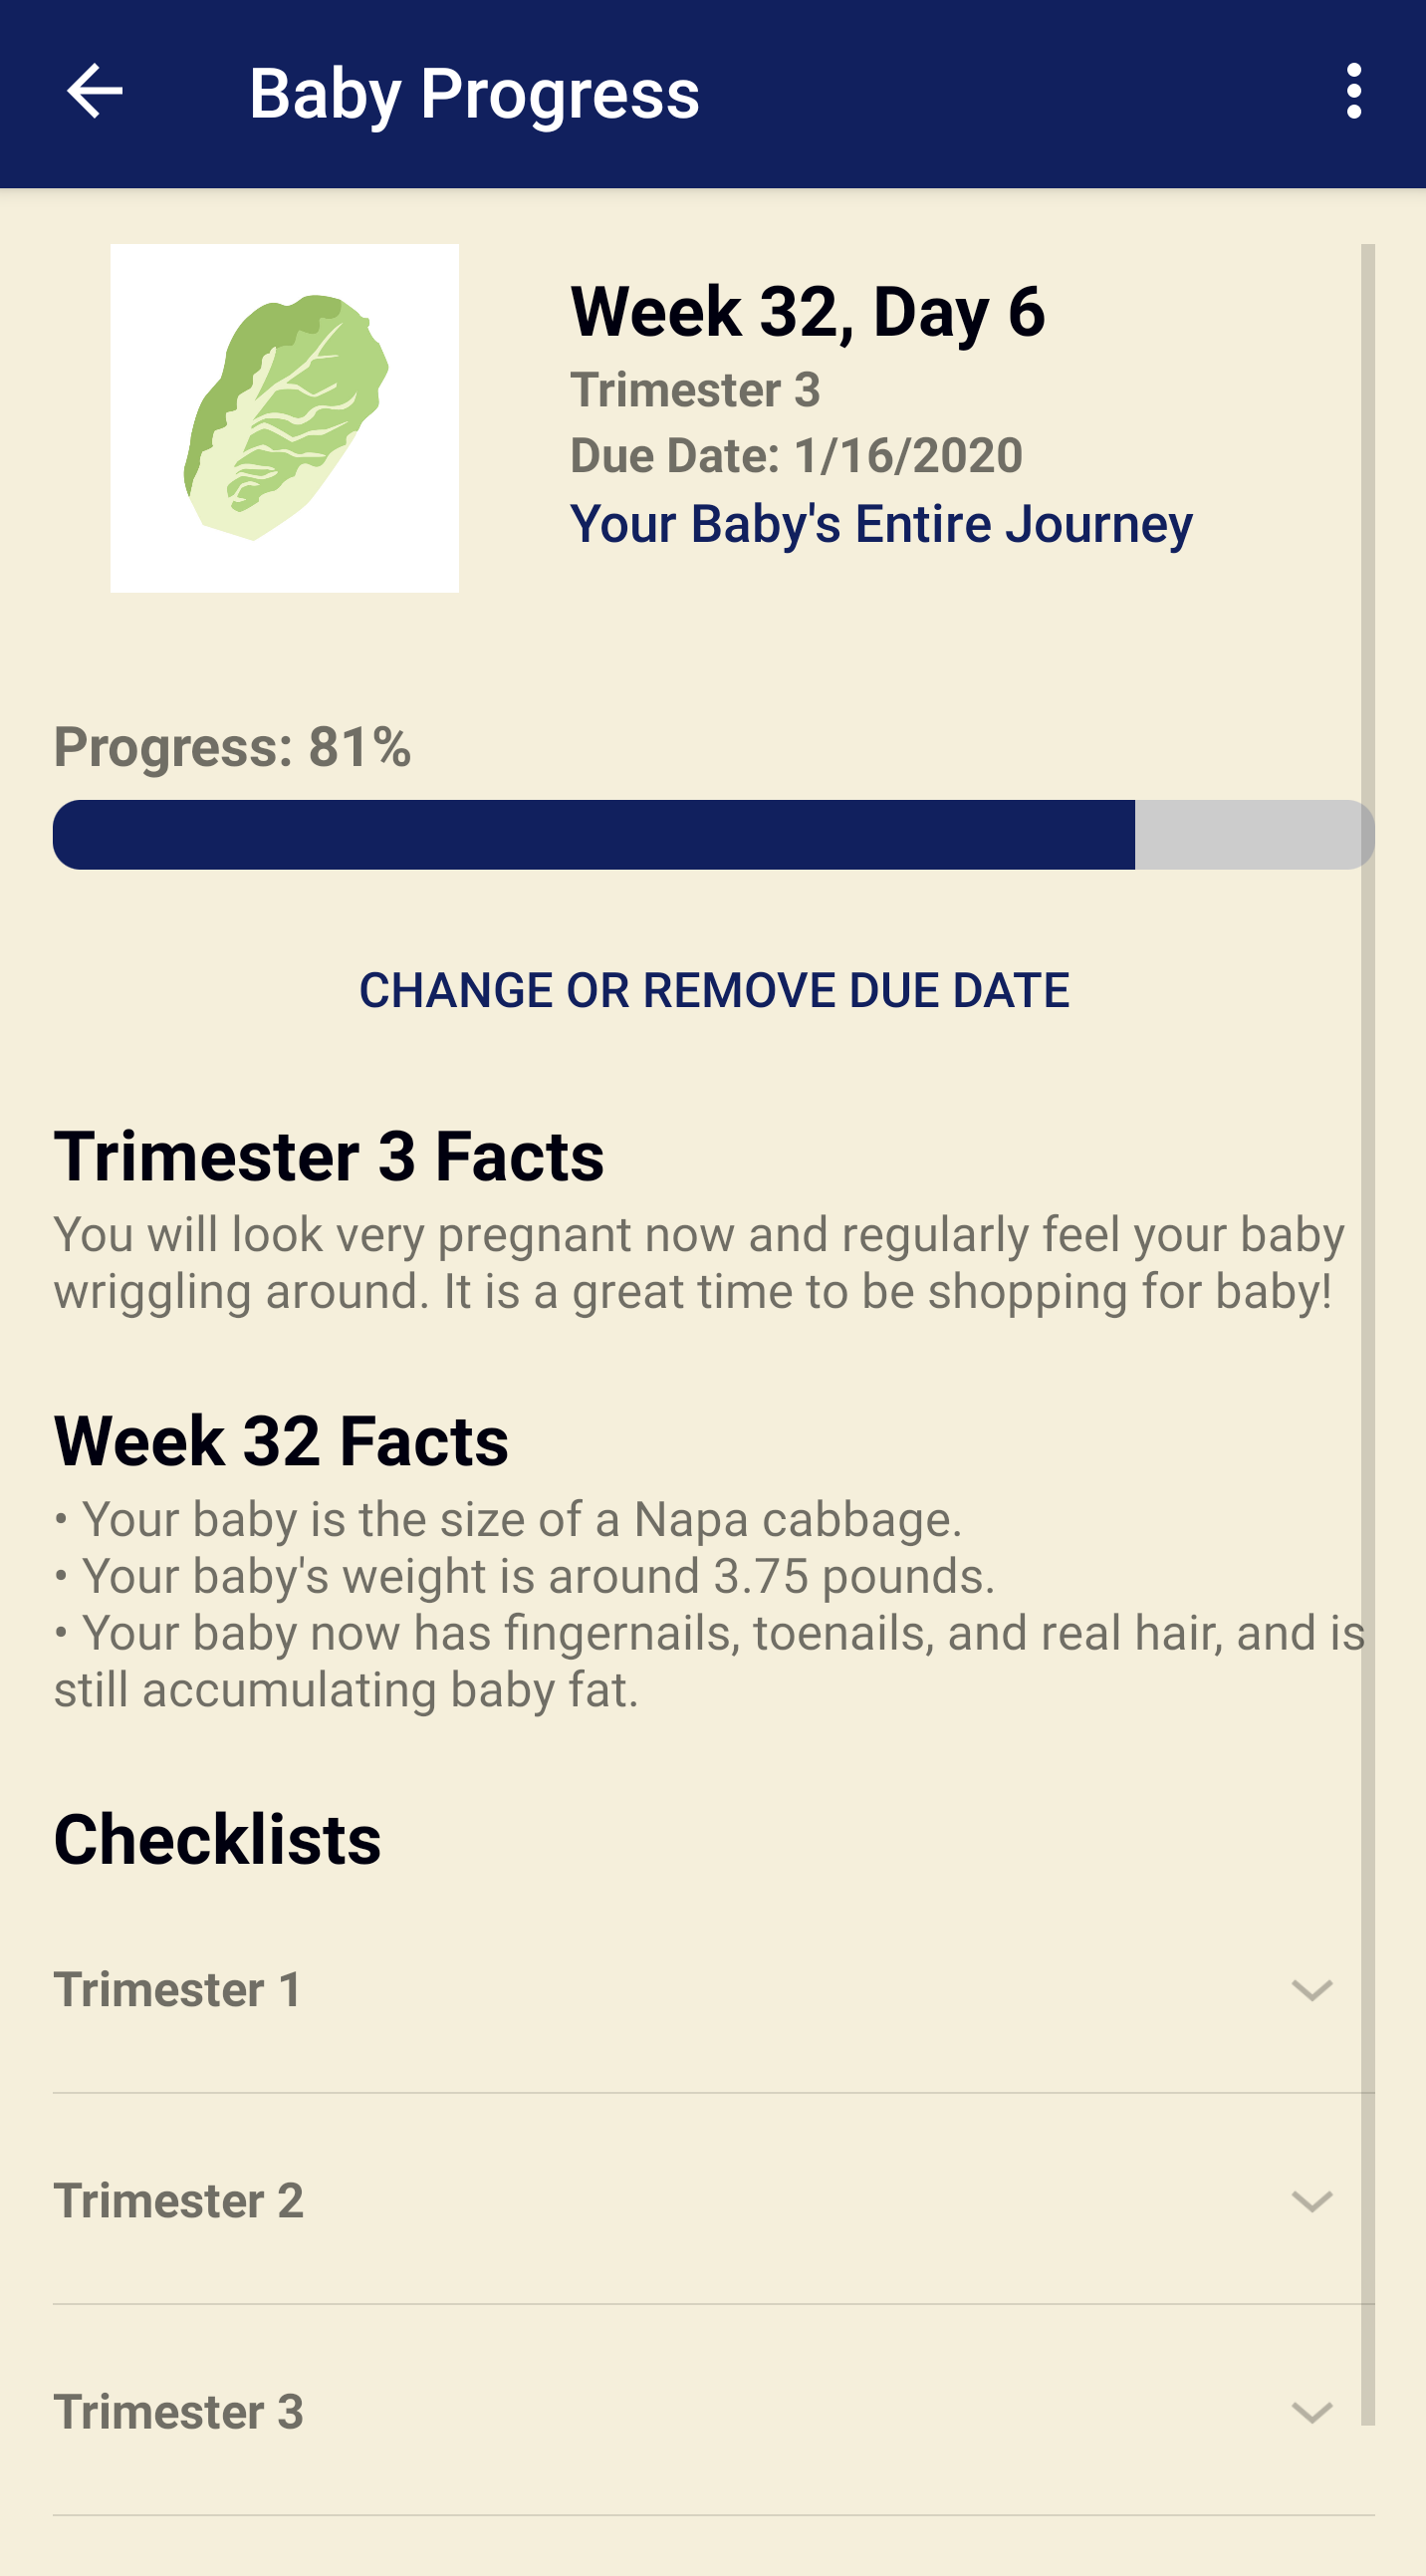 Baby Progress
Week 32, Day 6
Trimester 3
Due Date: 1/16/2020
Your Baby's Entire Journey
Progress: 81%
CHANGE OR REMOVE DUE DATE
Trimester 3 Facts
You will look very pregnant now and regularly feel your baby
wriggling around. It is a great time to be shopping for baby!
Week 32 Facts
• Your baby is the size of a Napa cabbage.
• Your baby's weight is around 3.75 pounds.
• Your baby now has fingernails, toenails, and real hair, and is
still accumulating baby fat.
Checklists
Trimester 1
Trimester 2
Trimester 3